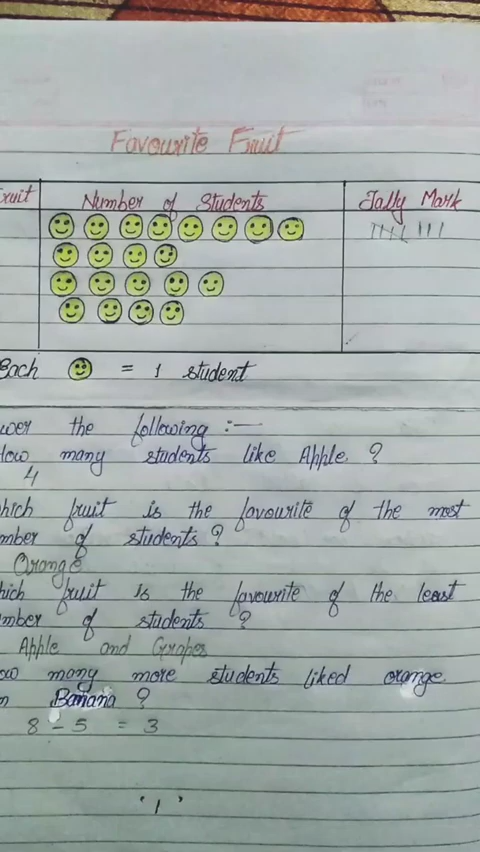 Favourite Fruit
ruit Number of Students Tally Mark
Each = 1 student
wer the following :—
How many students like Apple ?
4
hich fruit is the favourite of the most
mber of students ?
Orange
hich fruit is the favourite of the least
umber of students ?
Apple and Grapes
ow many more students liked orange
n Banana ?
8 - 5 = 3